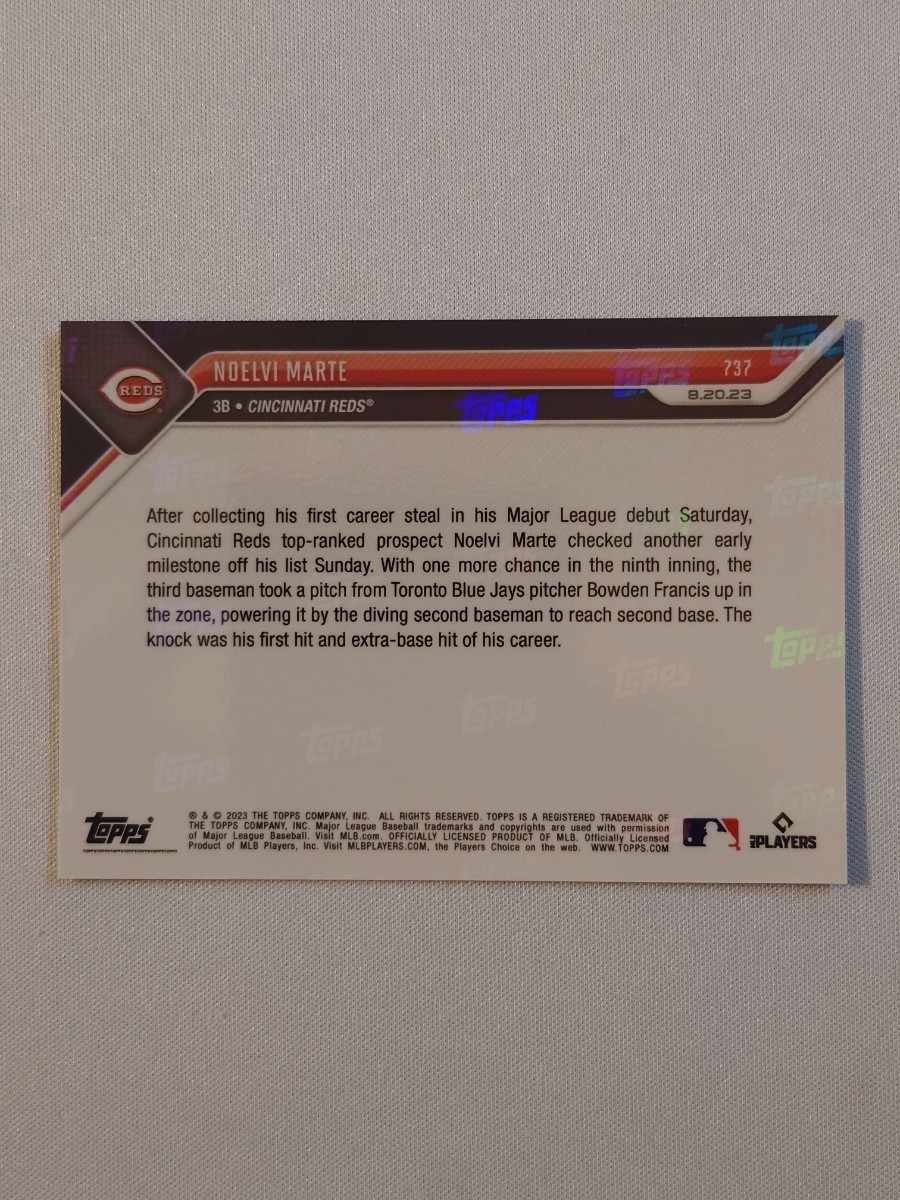 REDS
NOELVI MARTE
737
3B • CINCINNATI REDS®
8.20.23
After collecting his first career steal in his Major League debut Saturday,
Cincinnati Reds top-ranked prospect Noelvi Marte checked another early
milestone off his list Sunday. With one more chance in the ninth inning, the
third baseman took a pitch from Toronto Blue Jays pitcher Bowden Francis up in
the zone, powering it by the diving second baseman to reach second base. The
knock was his first hit and extra-base hit of his career.
topps
® & © 2023 THE TOPPS COMPANY, INC. ALL RIGHTS RESERVED. TOPPS IS A REGISTERED TRADEMARK OF
THE TOPPS COMPANY, INC. Major League Baseball trademarks and copyrights are used with permission
of Major League Baseball. Visit MLB.com. OFFICIALLY LICENSED PRODUCT OF MLB. Officially Licensed
Product of MLB Players, Inc. Visit MLBPLAYERS.COM, the Players Choice on the web. WWW.TOPPS.COM
MLB PLAYERS